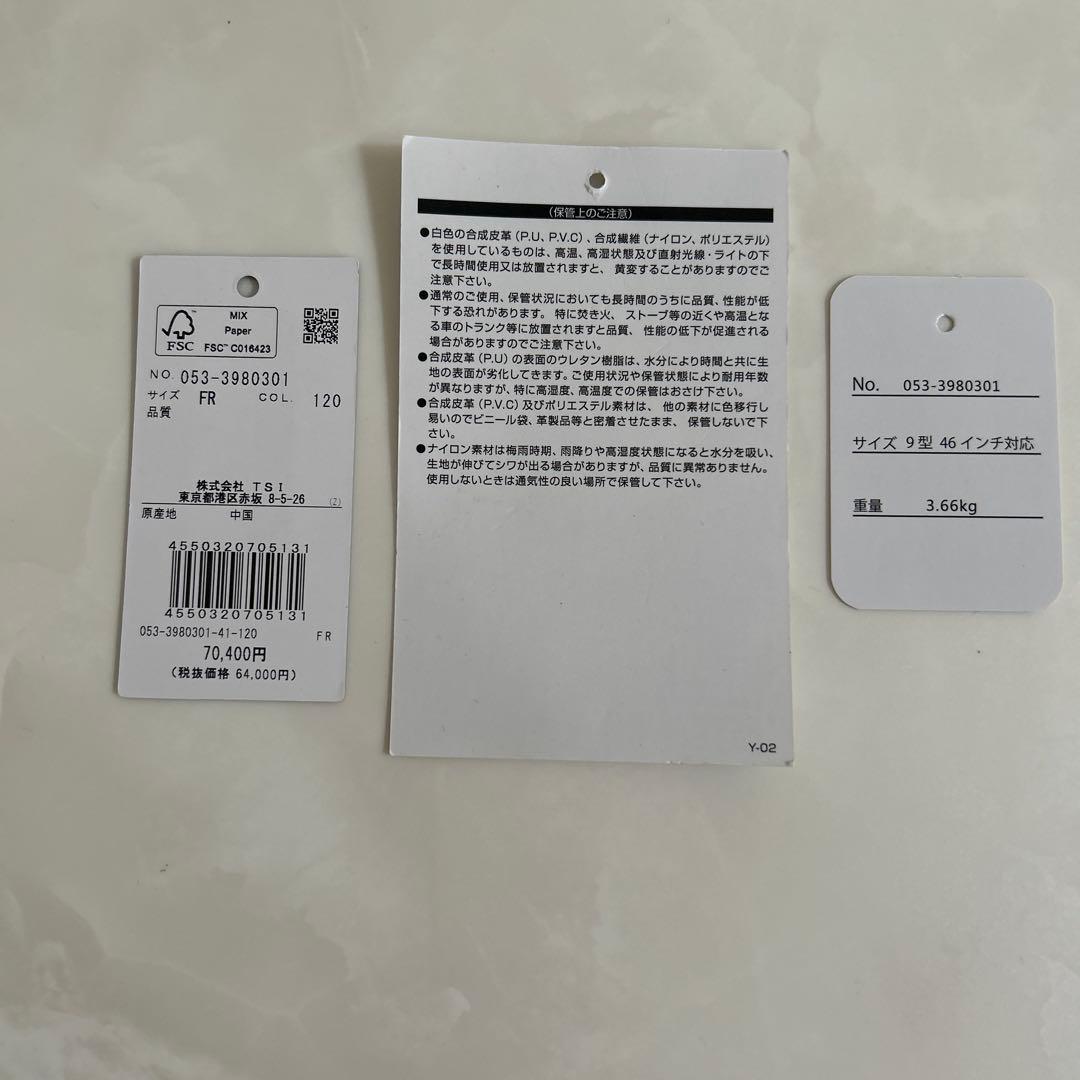 MIX
Paper
FSC
FSC™ C016423
NO. 053-3980301
サイズ FR COL. 120
品質
株式会社 TSI
東京都港区赤坂 8-5-26 (2)
原産地 中国
4550320705131
4550320705131
053-3980301-41-120 FR
70,400円
(税抜価格 64,000円)
(保管上のご注意)
●白色の合成皮革(P.U、P.V.C)、合成繊維(ナイロン、ポリエステル)
を使用しているものは、高温、高湿状態及び直射光線・ライトの下
で長時間使用又は放置されますと、黄変することがありますのでご
注意下さい。
●通常のご使用、保管状況においても長時間のうちに品質、性能が低
下する恐れがあります。特に焚き火、ストーブ等の近くや高温とな
る車のトランク等に放置されますと品質、性能の低下が促進される
場合がありますのでご注意下さい。
●合成皮革(P.U)の表面のウレタン樹脂は、水分により時間と共に生
地の表面が劣化してきます。ご使用状況や保管状態により耐用年数
が異なりますが、特に高湿度、高温度での保管はおさけ下さい。
●合成皮革(P.V.C)及びポリエステル素材は、他の素材に色移行し
易いのでビニール袋、革製品等と密着させたまま、保管しないで下
さい。
●ナイロン素材は梅雨時期、雨降りや高湿度状態になると水分を吸い、
生地が伸びてシワが出る場合がありますが、品質に異常ありません。
使用しないときは通気性の良い場所で保管して下さい。
Y-02
No. 053-3980301
サイズ 9型 46インチ対応
重量 3.66kg